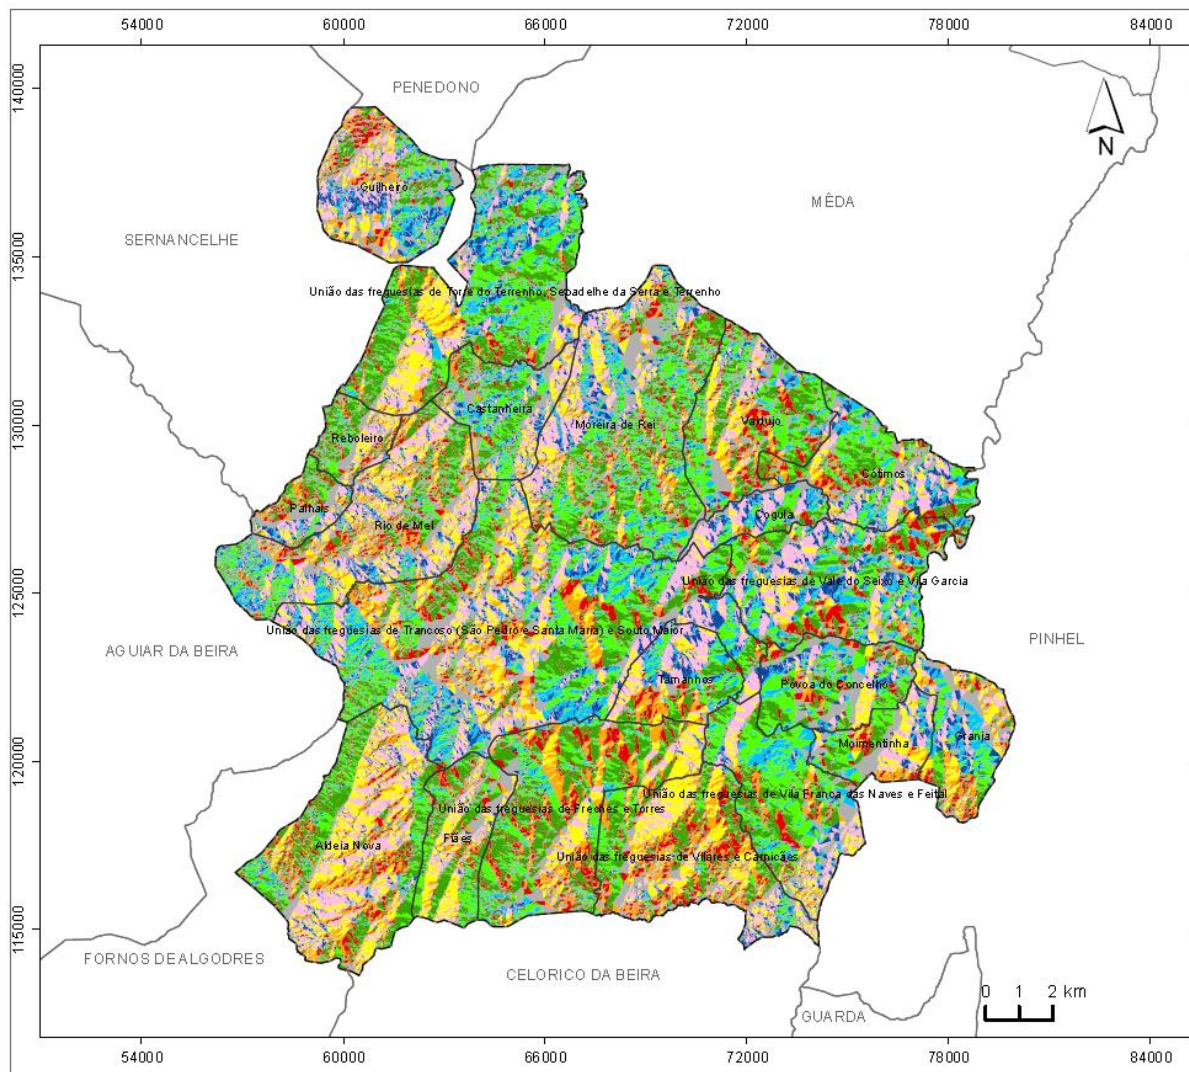 54000 60000 66000 72000 78000 84000
140000
PENEDONO
N
Guilheiro
MÊDA
SERNANCELHE
135000
União das freguesias de Torre do Terrenho, Sebadelhe da Serra e Terrenho
Castanheira
130000
Moreira de Rei
Valdujo
Reboleiro
Cótimos
Palhais
Cogula
Rio de Mel
125000
União das freguesias de Vale do Seixo e Vila Garcia
União das freguesias de Trancoso (São Pedro e Santa Maria) e Souto Maior
PINHEL
AGUIAR DA BEIRA
Tamanhos
Póvoa do Concelho
Granja
Moimentinha
120000
União das freguesias de Vila Franca das Naves e Feital
União das freguesias de Freches e Torres
Fiães
Aldeia Nova
União das freguesias de Vilares e Carnicães
115000
FORNOS DEALGODRES
CELORICO DA BEIRA
0 1 2 km
GUARDA
54000 60000 66000 72000 78000 84000